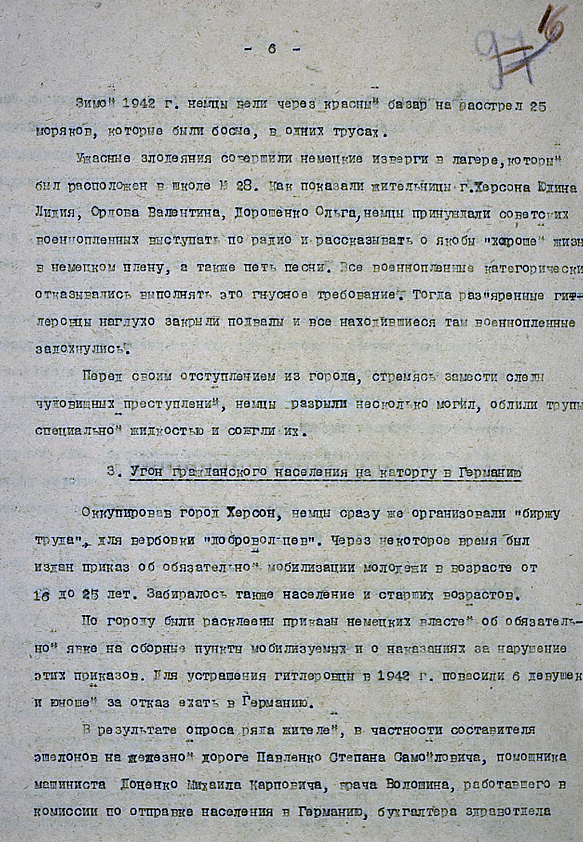 - 6 -
97
16
Зимой 1942 г. немцы вели через красный базар на расстрел 25
моряков, которые были босые, в одних трусах.
Ужасные злодеяния совершили немецкие изверги в лагере,который
был расположен в школе № 28. Как показали жительницы г.Херсона Юдина
Лидия, Орлова Валентина, Дорошенко Ольга,немцы принуждали советских
военнопленных выступать по радио и рассказывать о якобы "хорошей" жизн
в немецком плену, а также петь песни. Все военнопленные категорически
отказывались выполнять это гнусное требование. Тогда раз"яренные гит-
леровцы наглухо закрыли подвалы и все находившиеся там военнопленные
задохнулись.
Перед своим отступлением из города, стремясь замести следы
чудовищных преступлений, немцы разрыли несколько могил, облили трупы
специальной жидкостью и сожгли их.
3. Угон гражданского населения на каторгу в Германию
Оккупировав город Херсон, немцы сразу же организовали "биржу
труда", для вербовки "добровольцев". Через некоторое время был
издан приказ об обязательной мобилизации молодежи в возрасте от
16 до 25 лет. Забиралось также население и старших возрастов.
По городу были расклеены приказы немецких властей об обязатель-
ной явке на сборные пункты мобилизуемых и о наказаниях за нарушение
этих приказов. Для устрашения гитлеровцы в 1942 г. повесили 6 девушек
и юношей за отказ ехать в Германию.
В результате опроса ряда жителей, в частности составителя
эшелонов на железной дороге Павленко Степана Самойловича, помощника
машиниста Доценко Михаила Карповича, врача Волошина, работавшего в
комиссии по отправке населения в Германию, бухгалтера здравотдела